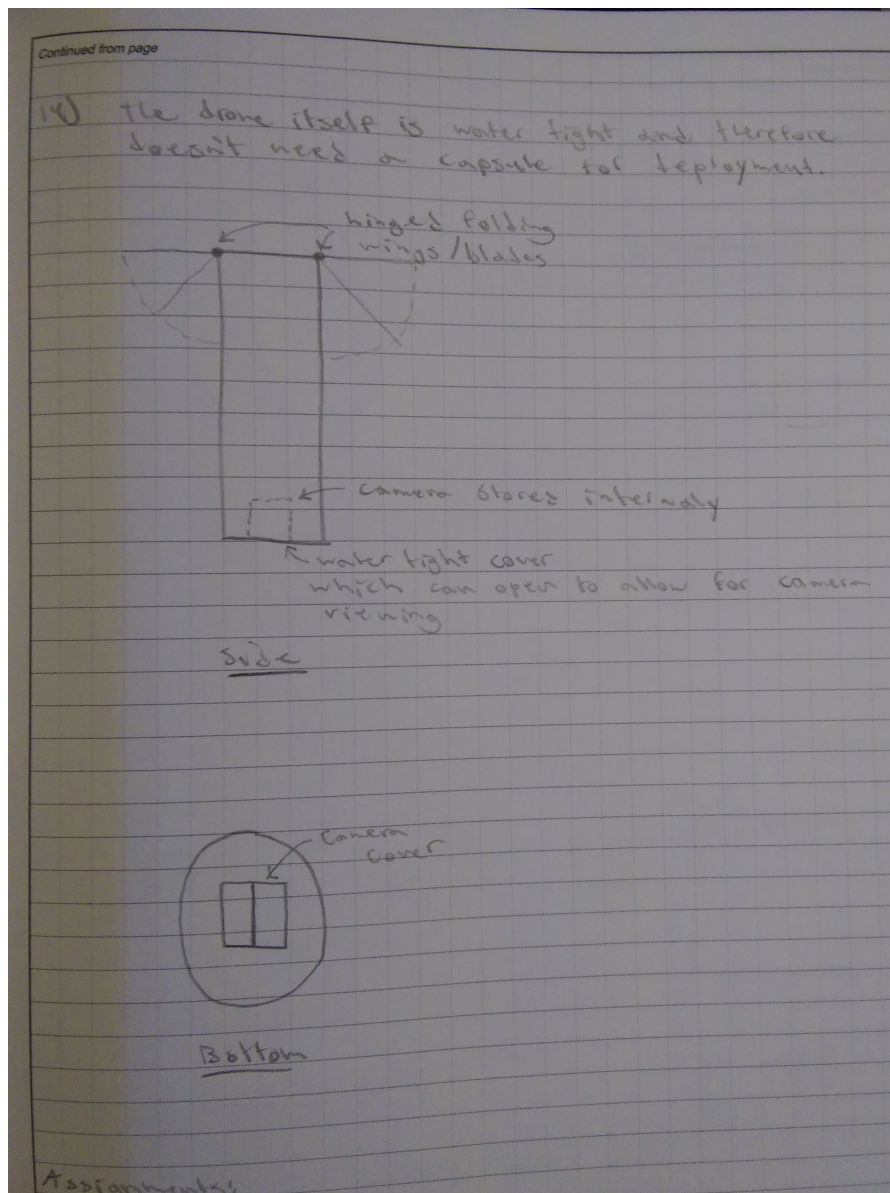 Continued from page
14) The drone itself is water tight and therefore
doesn't need a capsule for deployment.
hinged folding
wings/blades
camera stored internaly
water tight cover
which can open to allow for camera
viewing
Side
camera
cover
Bottom
Assignments: